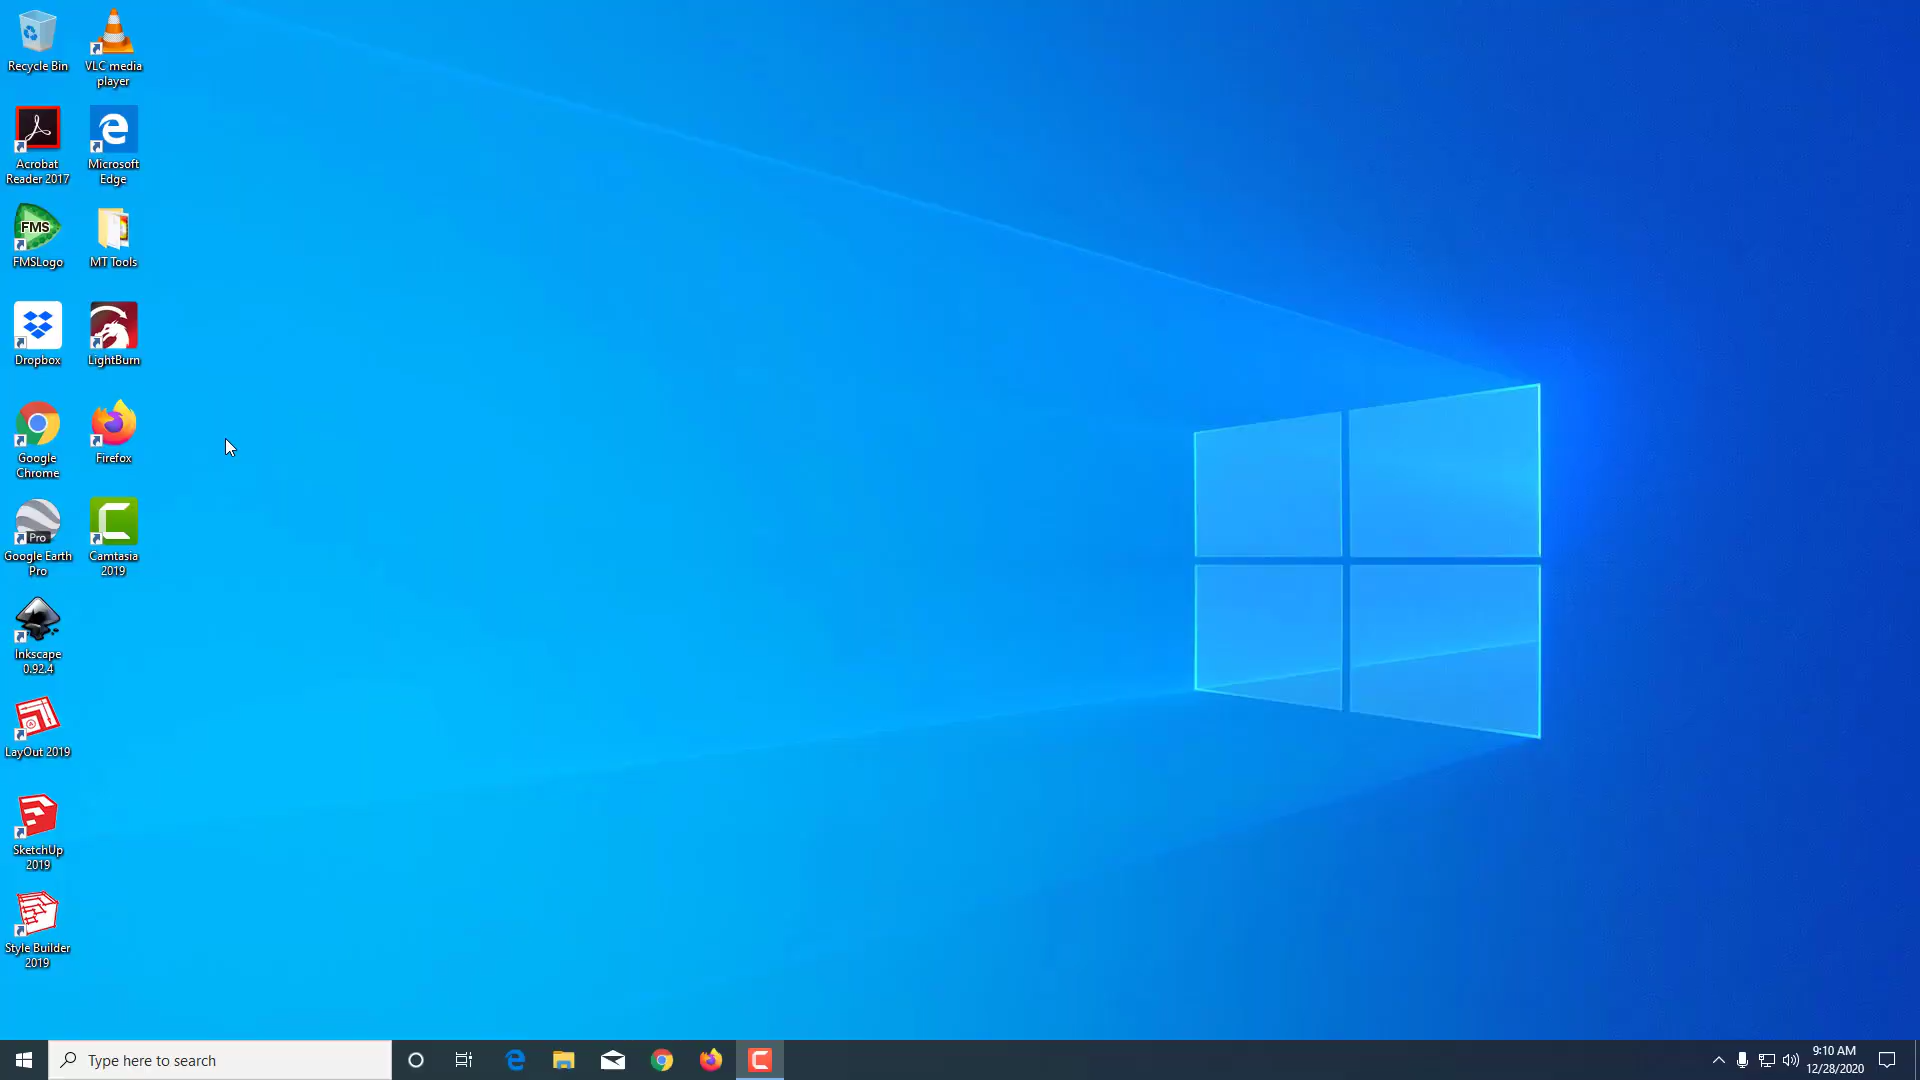 Recycle Bin
VLC media
player
Acrobat
Reader 2017
Microsoft
Edge
FMS
FMSLogo
MT Tools
Dropbox
LightBurn
Google
Chrome
Firefox
Pro
Google Earth
Pro
Camtasia
2019
Inkscape
0.92.4
LayOut 2019
SketchUp
2019
Style Builder
2019
Type here to search
9:10 AM
12/28/2020